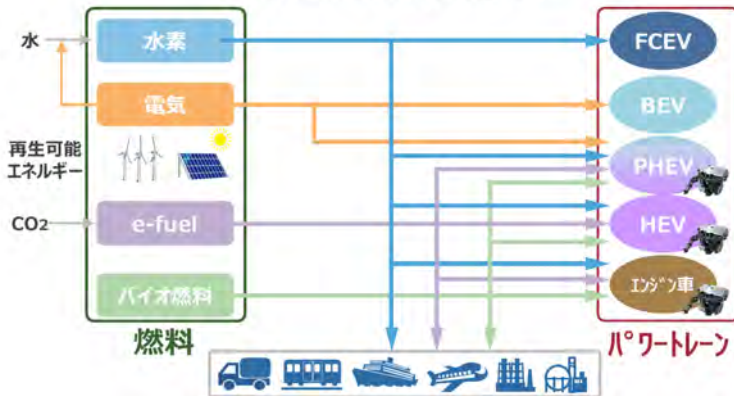 水
水素
電気
再生可能
エネルギー
CO2
e-fuel
バイオ燃料
燃料
FCEV
BEV
PHEV
HEV
エンジン車
パワートレーン